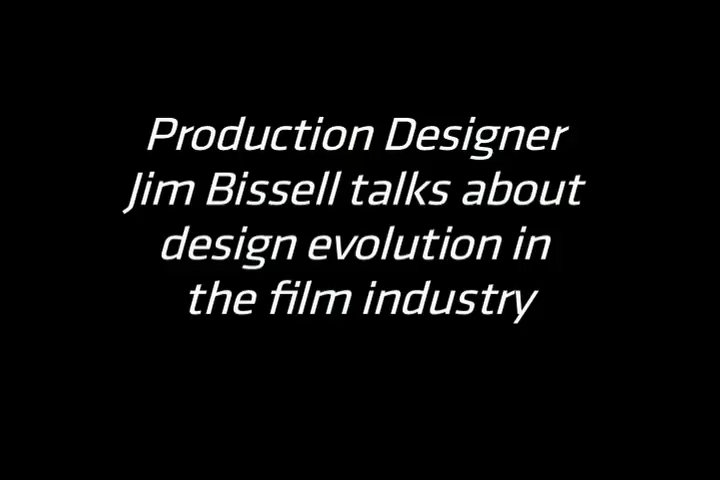 Production Designer
Jim Bissell talks about
design evolution in
the film industry